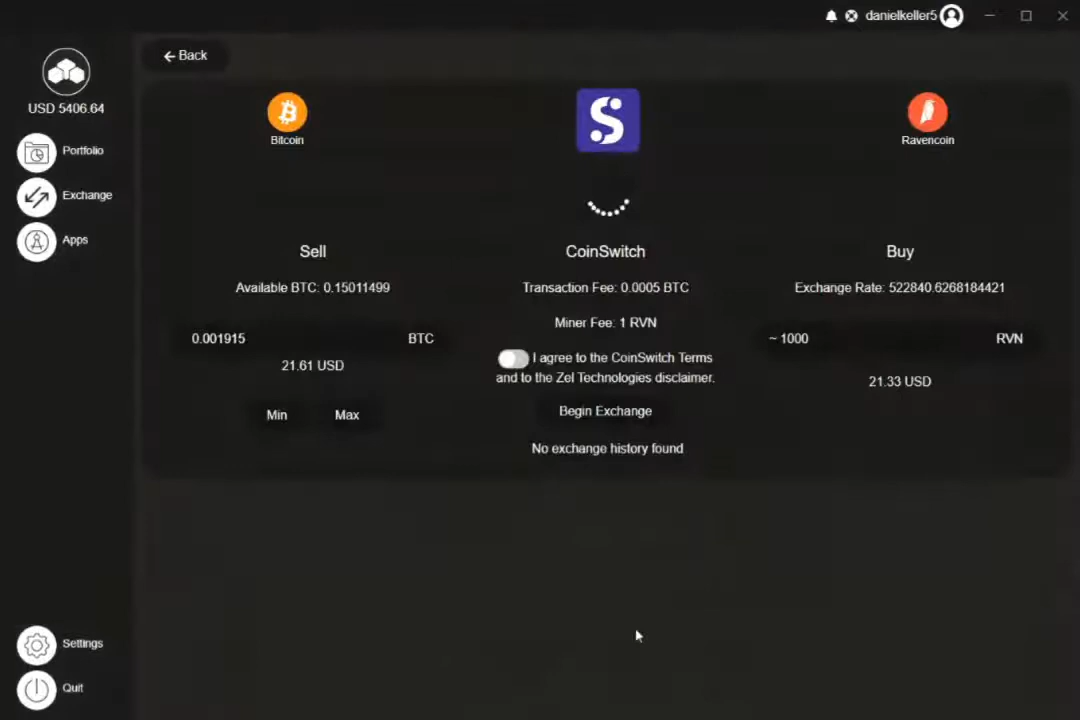 danielkeller5
Back
USD 5406.64
Bitcoin
Ravencoin
Portfolio
Exchange
Apps
Sell
CoinSwitch
Buy
Available BTC: 0.15011499
Transaction Fee: 0.0005 BTC
Exchange Rate: 522840.6268184421
Miner Fee: 1 RVN
0.001915 BTC
~ 1000 RVN
21.61 USD
I agree to the CoinSwitch Terms
and to the Zel Technologies disclaimer.
21.33 USD
Min Max
Begin Exchange
No exchange history found
Settings
Quit